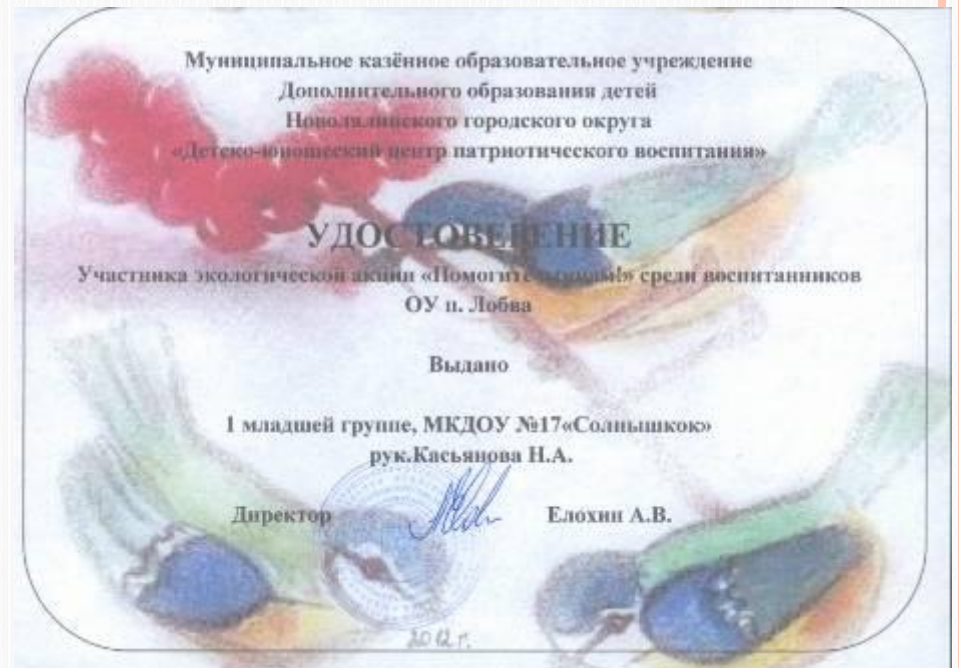 Муниципальное казённое образовательное учреждение
Дополнительного образования детей
Новолялинского городского округа
«Детско-юношеский центр патриотического воспитания»
УДОСТОВЕРЕНИЕ
Участника экологической акции «Помогите птицам!» среди воспитанников
ОУ п. Лобва
Выдано
1 младшей группе, МКДОУ №17«Солнышкок»
рук.Касьянова Н.А.
Директор Елохин А.В.
2012 г.